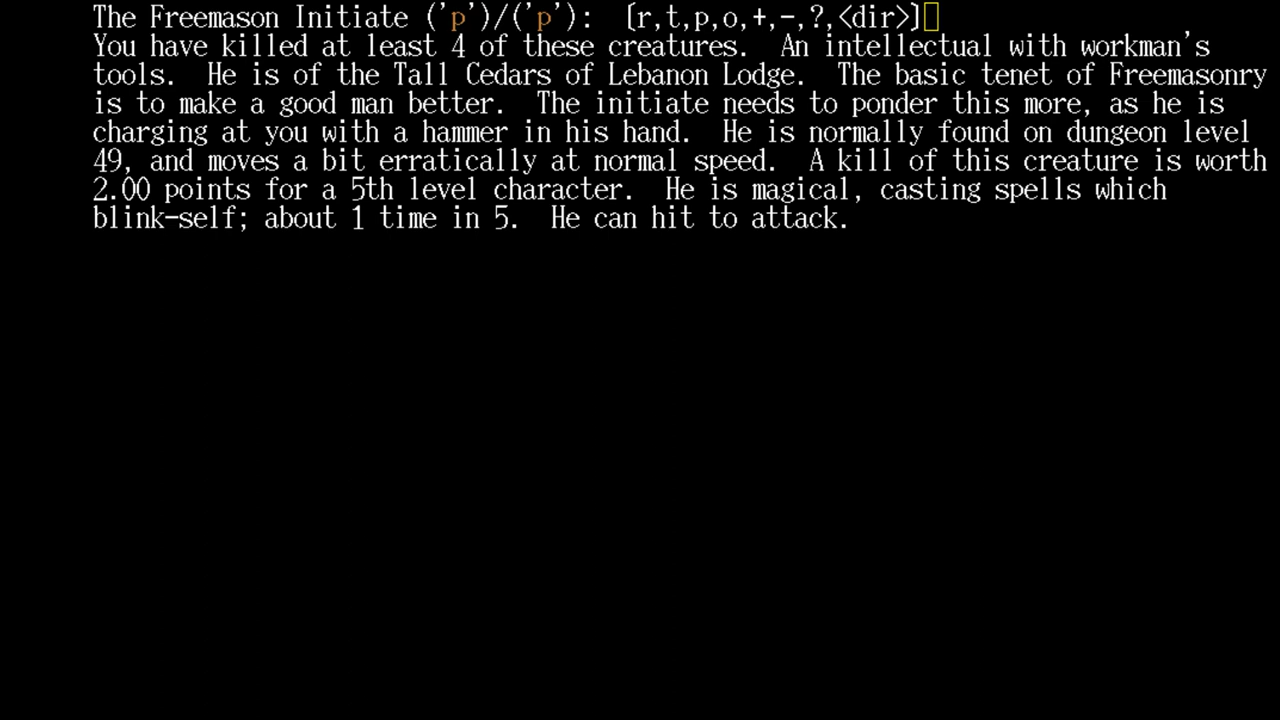 The Freemason Initiate ('p')/('p'):  [r,t,p,o,+,-,?,<dir>]
You have killed at least 4 of these creatures.  An intellectual with workman's
tools.  He is of the Tall Cedars of Lebanon Lodge.  The basic tenet of Freemasonry
is to make a good man better.  The initiate needs to ponder this more, as he is
charging at you with a hammer in his hand.  He is normally found on dungeon level
49, and moves a bit erratically at normal speed.  A kill of this creature is worth
2.00 points for a 5th level character.  He is magical, casting spells which
blink-self; about 1 time in 5.  He can hit to attack.